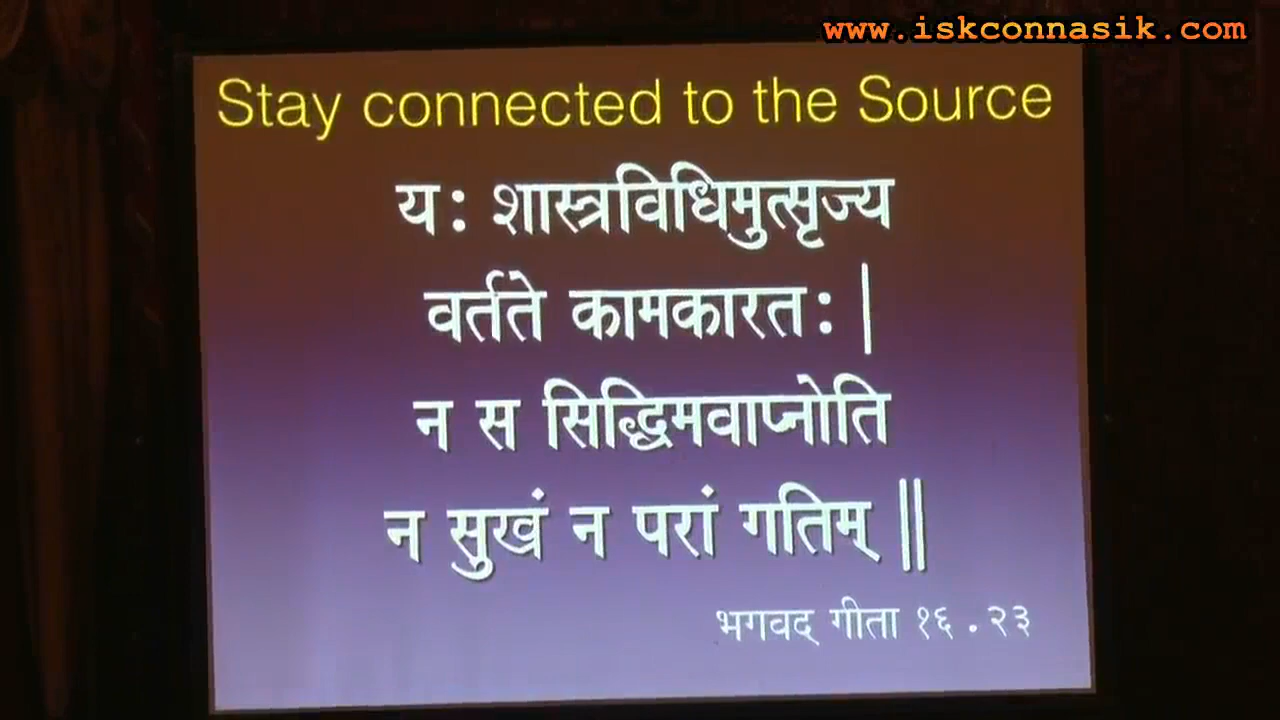 www.iskconnasik.com
Stay connected to the Source
यः शास्त्रविधिमुत्सृज्य
वर्तते कामकारतः |
न स सिद्धिमवाप्नोति
न सुखं न परां गतिम् ||
भगवद् गीता १६.२३